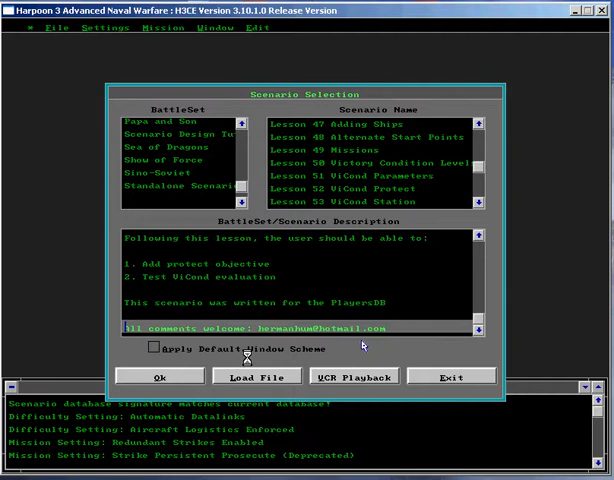 Harpoon 3 Advanced Naval Warfare : H3CE Version 3.10.1.0 Release Version
* File Settings Mission Window Edit
Scenario Selection
BattleSet
Scenario Name
Papa and Son
Scenario Design Tu
Sea of Dragons
Show of Force
Sino-Soviet
Standalone Scenari
Lesson 47 Adding Ships
Lesson 48 Alternate Start Points
Lesson 49 Missions
Lesson 50 Victory Condition Level
Lesson 51 ViCond Parameters
Lesson 52 ViCond Protect
Lesson 53 ViCond Station
BattleSet/Scenario Description
Following this lesson, the user should be able to:
1. Add protect objective
2. Test ViCond evaluation
This scenario was written for the PlayersDB
All comments welcome: hermanhum@hotmail.com
Apply Default Window Scheme
Ok
Load File
VCR Playback
Exit
Scenario database signature matches current database!
Difficulty Setting: Automatic Datalinks
Difficulty Setting: Aircraft Logistics Enforced
Mission Setting: Redundant Strikes Enabled
Mission Setting: Strike Persistent Prosecute (Deprecated)